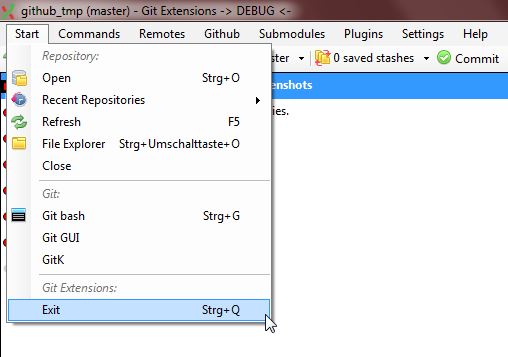 github_tmp (master) - Git Extensions -> DEBUG <-
Start Commands Remotes Github Submodules Plugins Settings Help
Repository:
Open Strg+O
Recent Repositories
Refresh F5
File Explorer Strg+Umschalttaste+O
Close
Git:
Git bash Strg+G
Git GUI
GitK
Git Extensions:
Exit Strg+Q
ster 0 saved stashes Commit
enshots
ies.